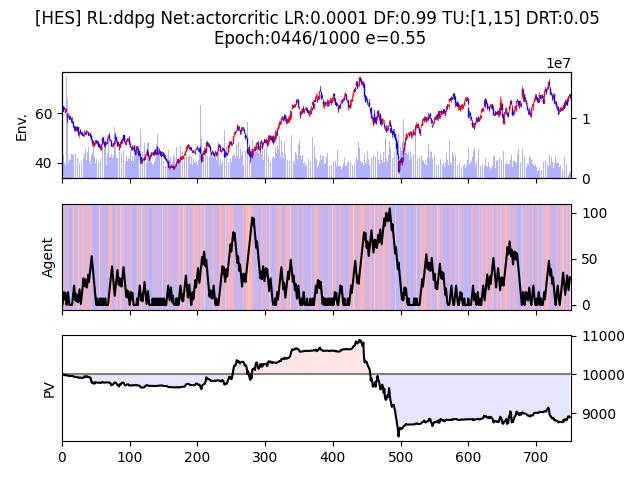 [HES] RL:ddpg Net:actorcritic LR:0.0001 DF:0.99 TU:[1,15] DRT:0.05
Epoch:0446/1000 e=0.55
1e7
Env.
60
40
1
0
Agent
100
50
0
PV
11000
10000
9000
0 100 200 300 400 500 600 700